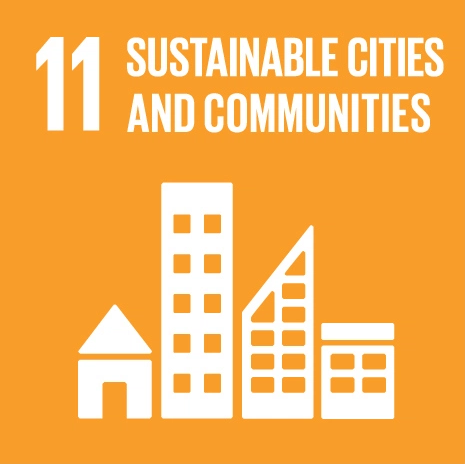 11 SUSTAINABLE CITIES
AND COMMUNITIES